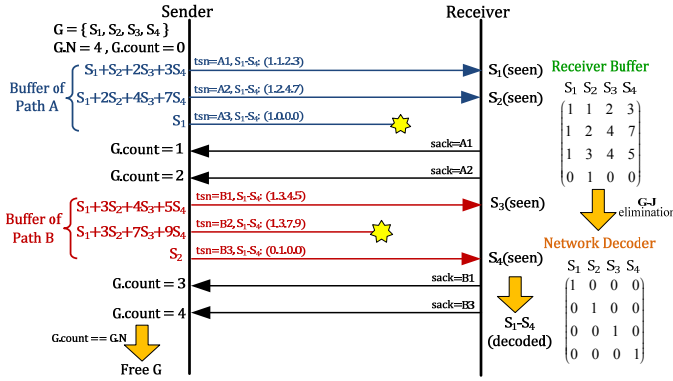 Sender
Receiver
G = { S₁, S₂, S₃, S₄ }
G.N = 4 , G.count = 0
Buffer of
Path A
S₁+S₂+2S₃+3S₄
tsn=A1, S₁-S₄: (1.1.2.3)
S₁(seen)
S₁+2S₂+4S₃+7S₄
tsn=A2, S₁-S₄: (1.2.4.7)
S₂(seen)
S₁
tsn=A3, S₁-S₄: (1.0.0.0)
G.count = 1
sack=A1
G.count = 2
sack=A2
Buffer of
Path B
S₁+3S₂+4S₃+5S₄
tsn=B1, S₁-S₄: (1.3.4.5)
S₃(seen)
S₁+3S₂+7S₃+9S₄
tsn=B2, S₁-S₄: (1.3.7.9)
S₂
tsn=B3, S₁-S₄: (0.1.0.0)
S₄(seen)
G.count = 3
sack=B1
G.count = 4
sack=B3
G.count == G.N
Free G
S₁-S₄
(decoded)
Receiver Buffer
S₁ S₂ S₃ S₄
1 1 2 3
1 2 4 7
1 3 4 5
0 1 0 0
G-J
elimination
Network Decoder
S₁ S₂ S₃ S₄
1 0 0 0
0 1 0 0
0 0 1 0
0 0 0 1